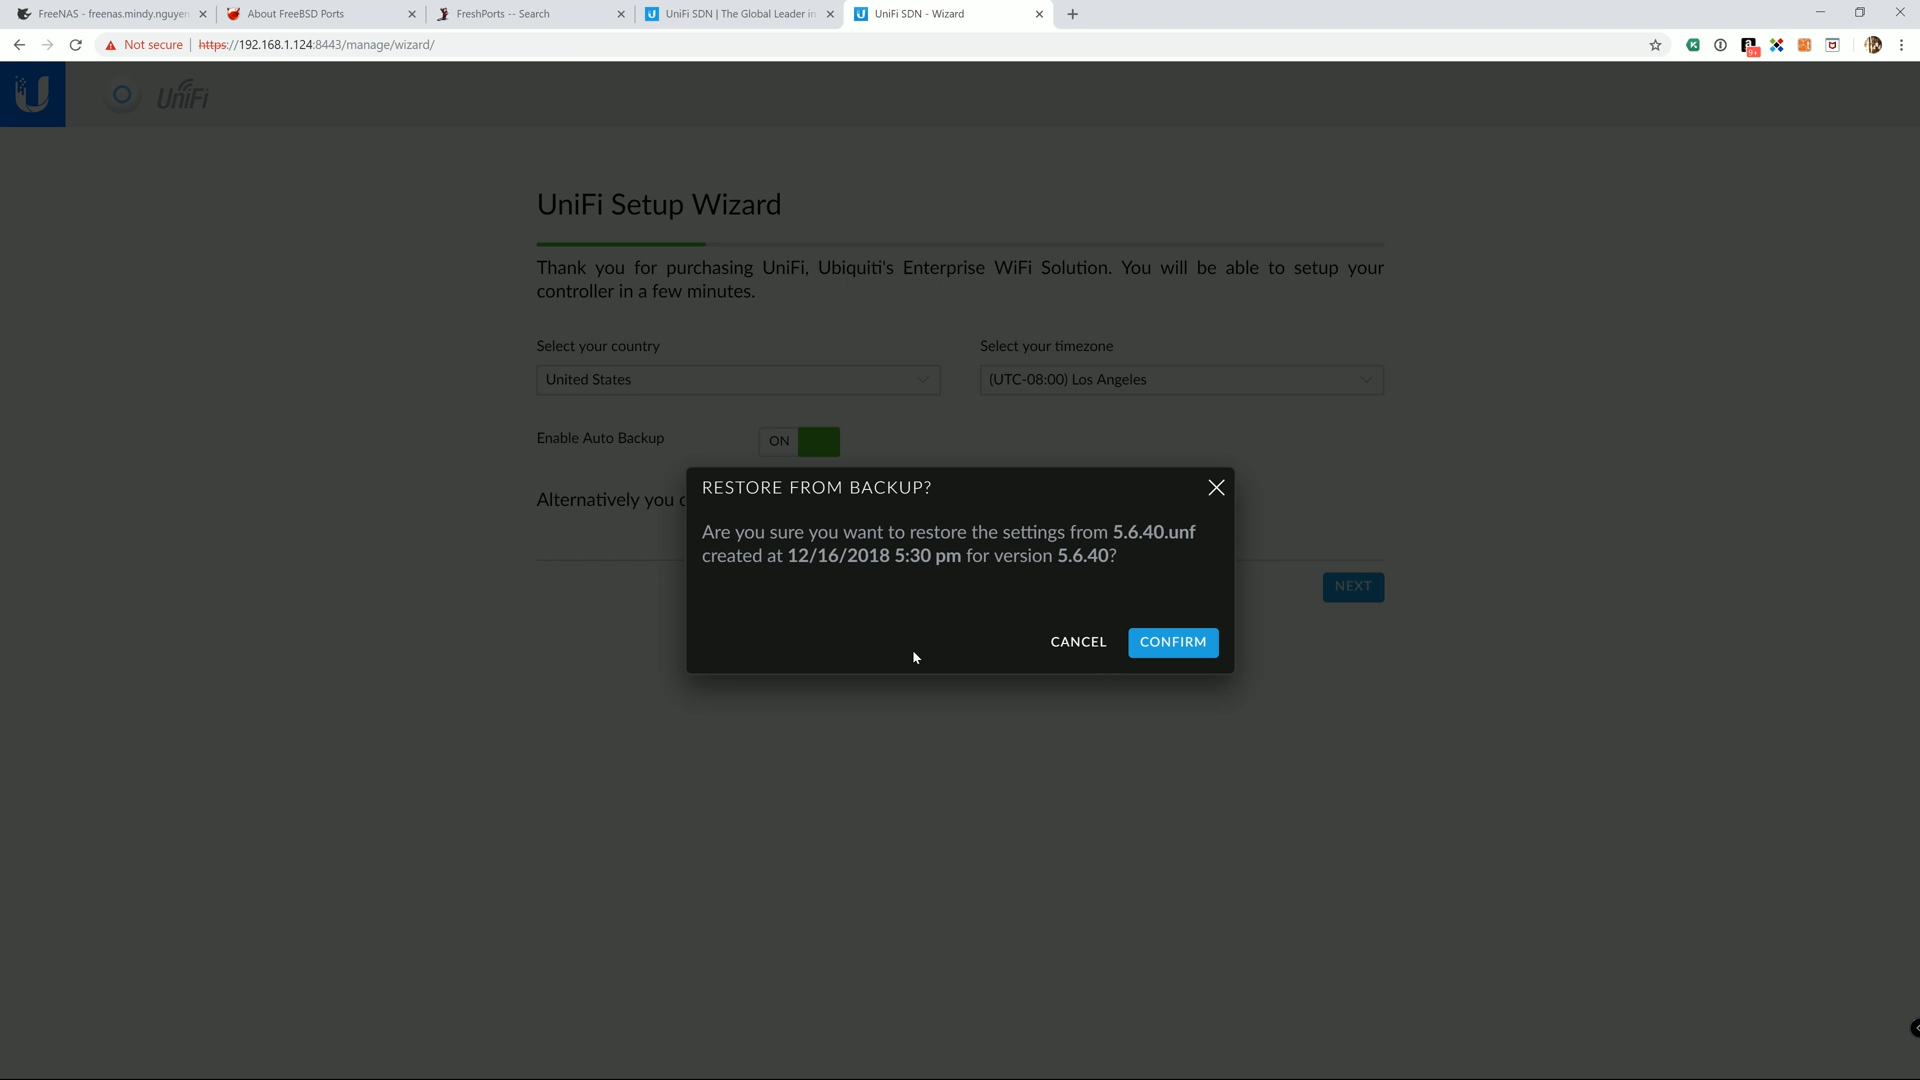 FreeNAS - freenas.mindy.nguyen
About FreeBSD Ports
FreshPorts -- Search
UniFi SDN | The Global Leader in
UniFi SDN - Wizard
Not secure | https://192.168.1.124:8443/manage/wizard/
9+
UniFi
UniFi Setup Wizard
Thank you for purchasing UniFi, Ubiquiti's Enterprise WiFi Solution. You will be able to setup your
controller in a few minutes.
Select your country
Select your timezone
United States
(UTC-08:00) Los Angeles
Enable Auto Backup
ON
Alternatively you
RESTORE FROM BACKUP?
Are you sure you want to restore the settings from 5.6.40.unf
created at 12/16/2018 5:30 pm for version 5.6.40?
NEXT
CANCEL
CONFIRM